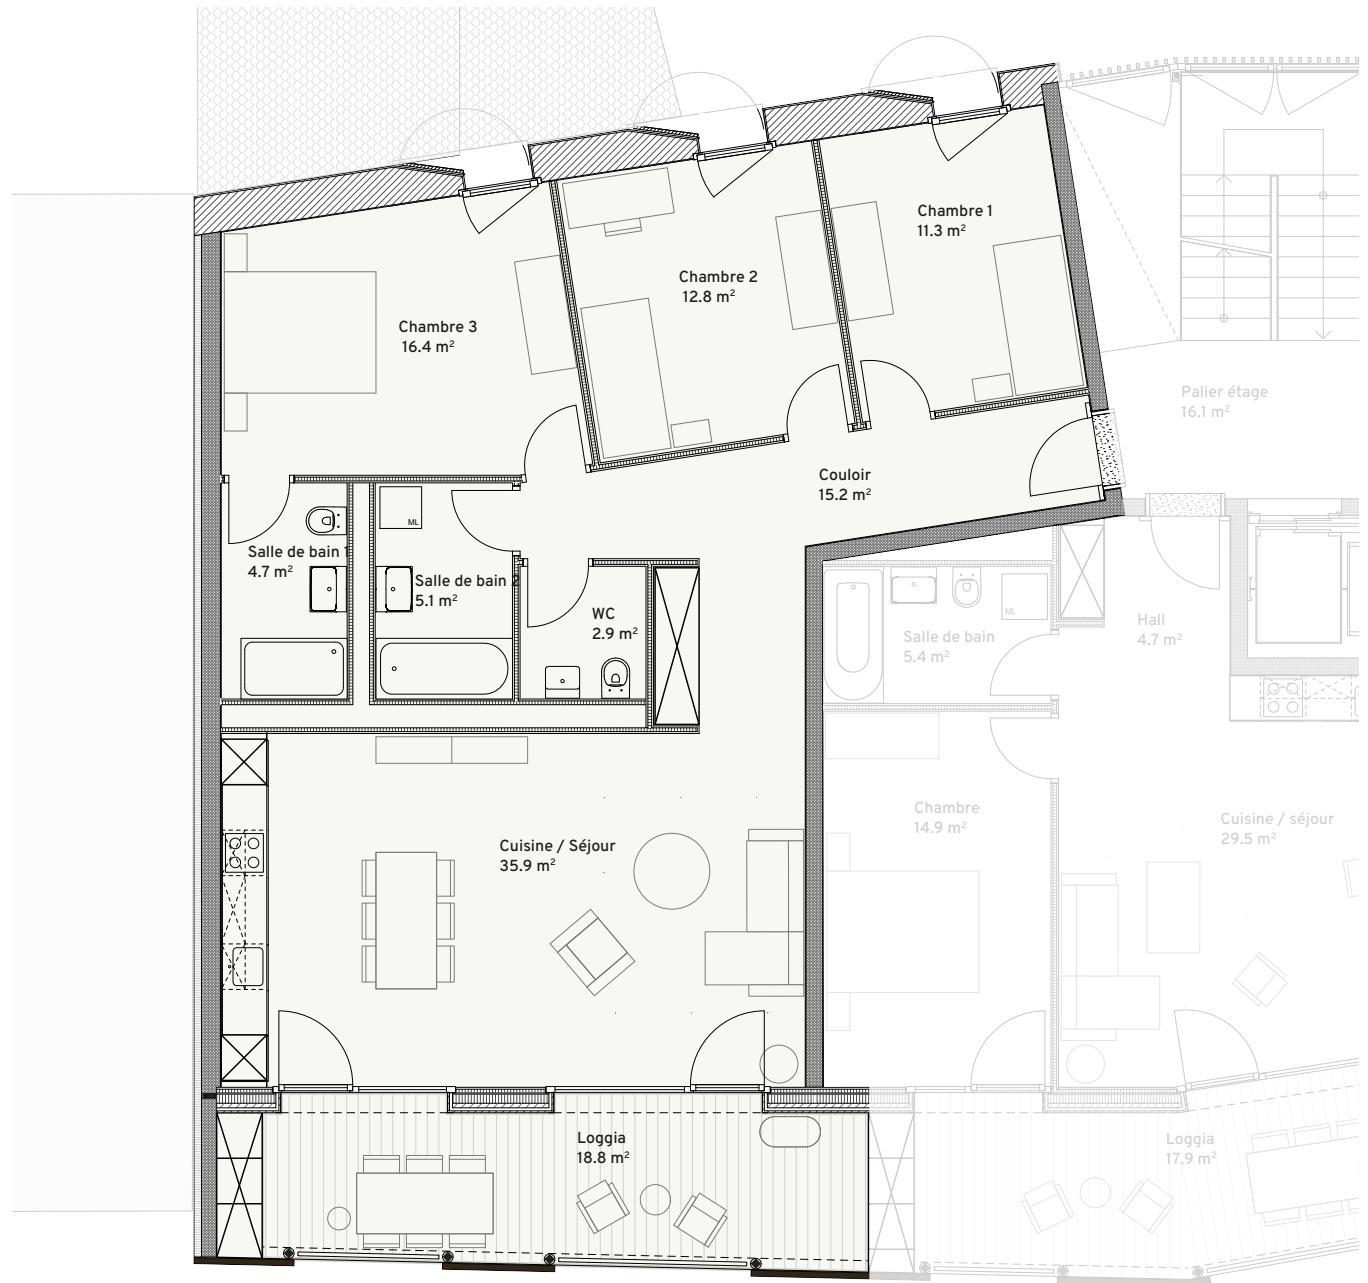 Chambre 1
11.3 m²
Chambre 2
12.8 m²
Chambre 3
16.4 m²
Palier étage
16.1 m²
Couloir
15.2 m²
ML
Salle de bain 1
4.7 m²
Salle de bain 2
5.1 m²
WC
2.9 m²
ML
Salle de bain
5.4 m²
Hall
4.7 m²
Chambre
14.9 m²
Cuisine / séjour
29.5 m²
Cuisine / Séjour
35.9 m²
Loggia
18.8 m²
Loggia
17.9 m²